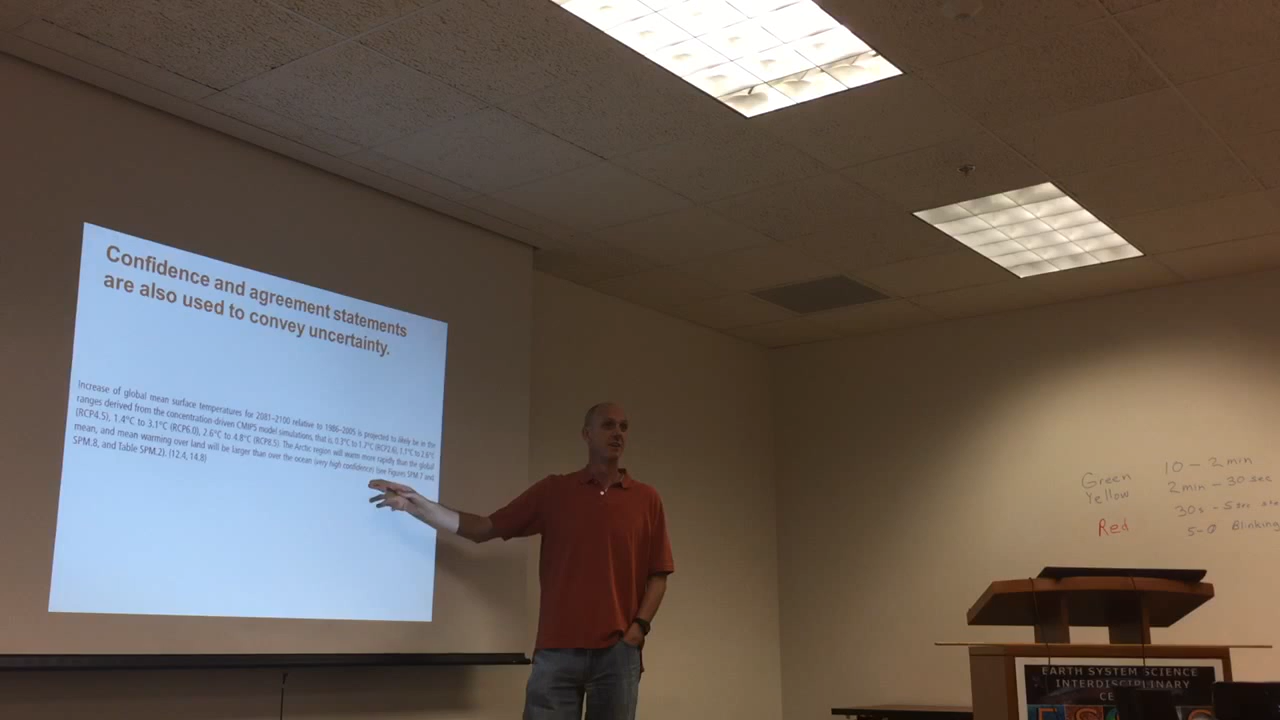 Confidence and agreement statements
are also used to convey uncertainty.
Increase of global mean surface temperatures for 2081–2100 relative to 1986–2005 is projected to likely be in the
ranges derived from the concentration-driven CMIP5 model simulations, that is, 0.3°C to 1.7°C (RCP2.6), 1.1°C to 2.6°C
(RCP4.5), 1.4°C to 3.1°C (RCP6.0), 2.6°C to 4.8°C (RCP8.5). The Arctic region will warm more rapidly than the global
mean, and mean warming over land will be larger than over the ocean (very high confidence) (see Figures SPM.7 and
SPM.8, and Table SPM.2). {12.4, 14.8}
Green 10 – 2 min
Yellow 2 min – 30 sec
30s – 5 sec
Red 5-0 Blinking
EARTH SYSTEM SCIENCE
INTERDISCIPLINARY
CE